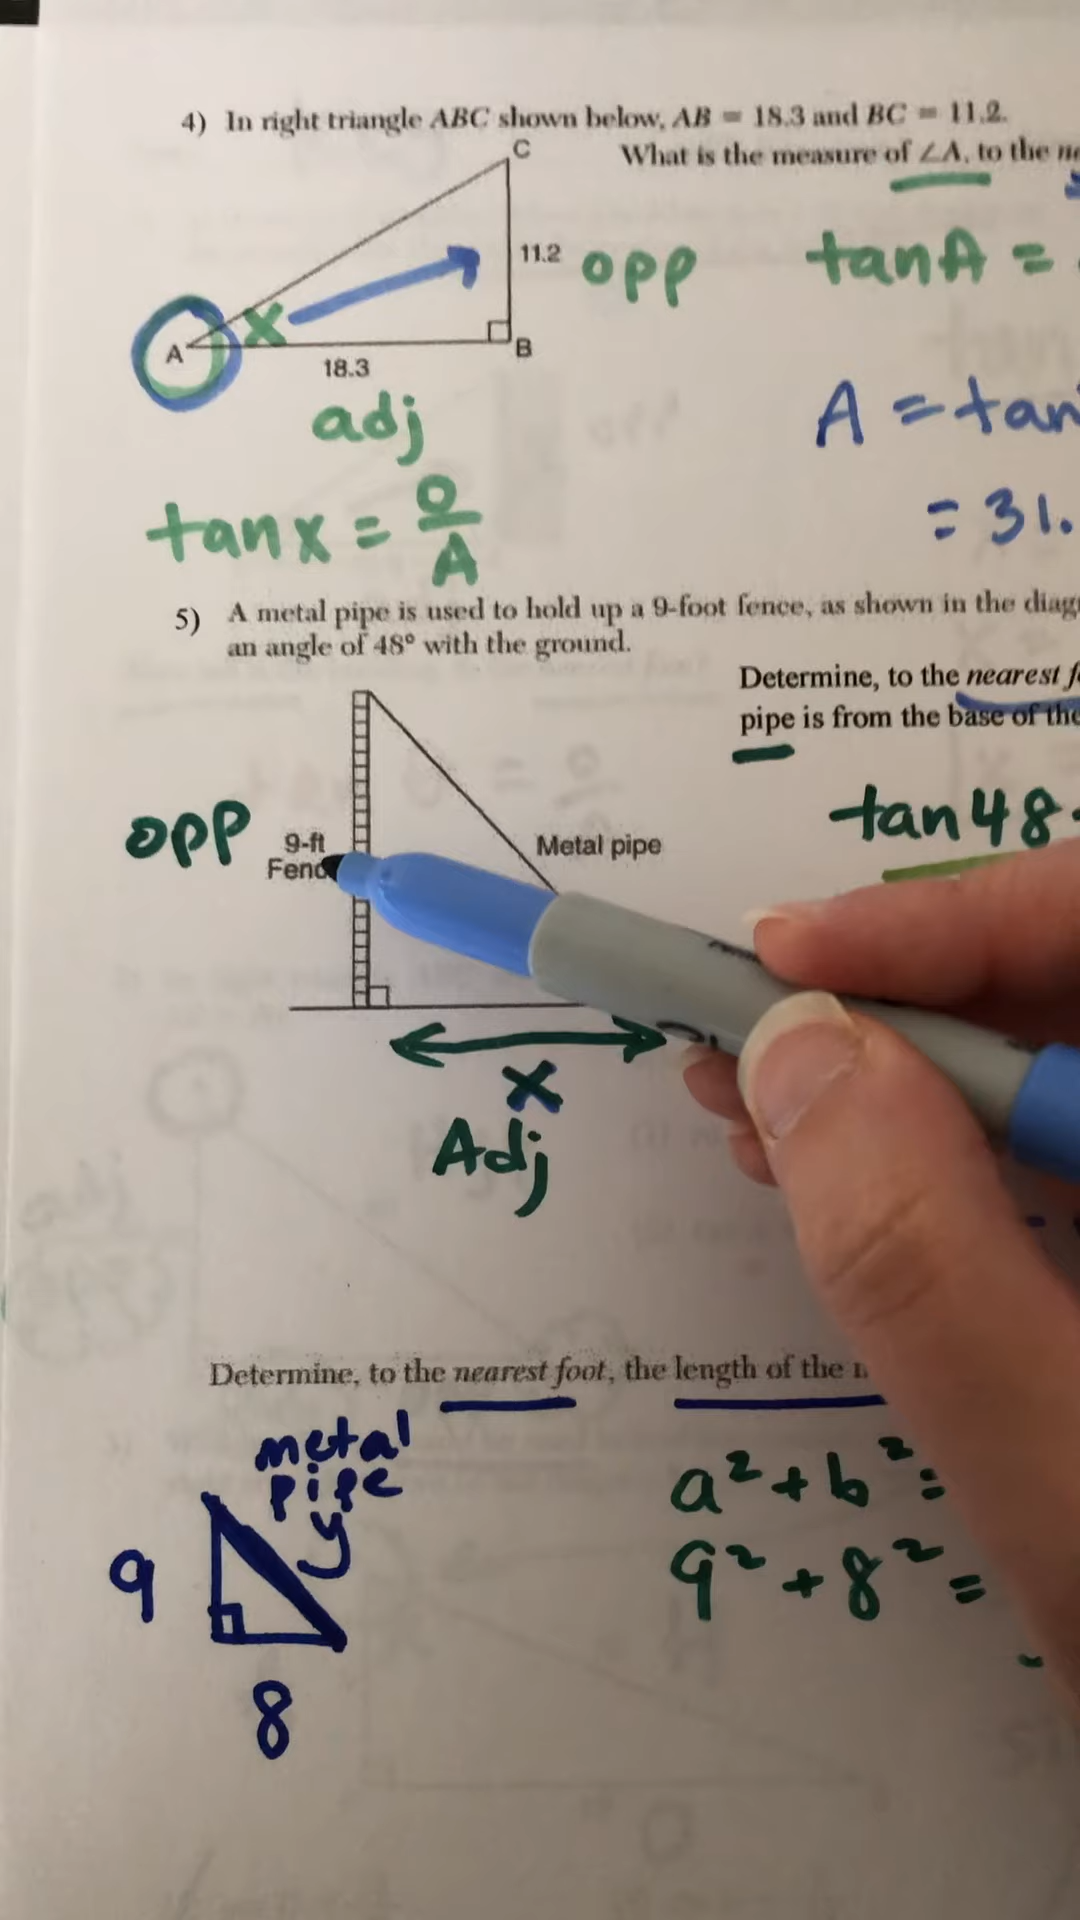 4) In right triangle ABC shown below, AB = 18.3 and BC = 11.2.
C
What is the measure of ∠A, to the
11.2
opp
tanA =
x
A
B
18.3
adj
A = tan
tanx = O/A
= 31.
5) A metal pipe is used to hold up a 9-foot fence, as shown in the
an angle of 48° with the ground.
Determine, to the nearest
pipe is from the base of the
tan48
opp
9-ft
Metal pipe
x
Adj
Determine, to the nearest foot, the length of the
metal
pipe
y
a² + b² =
9
9² + 8² =
8